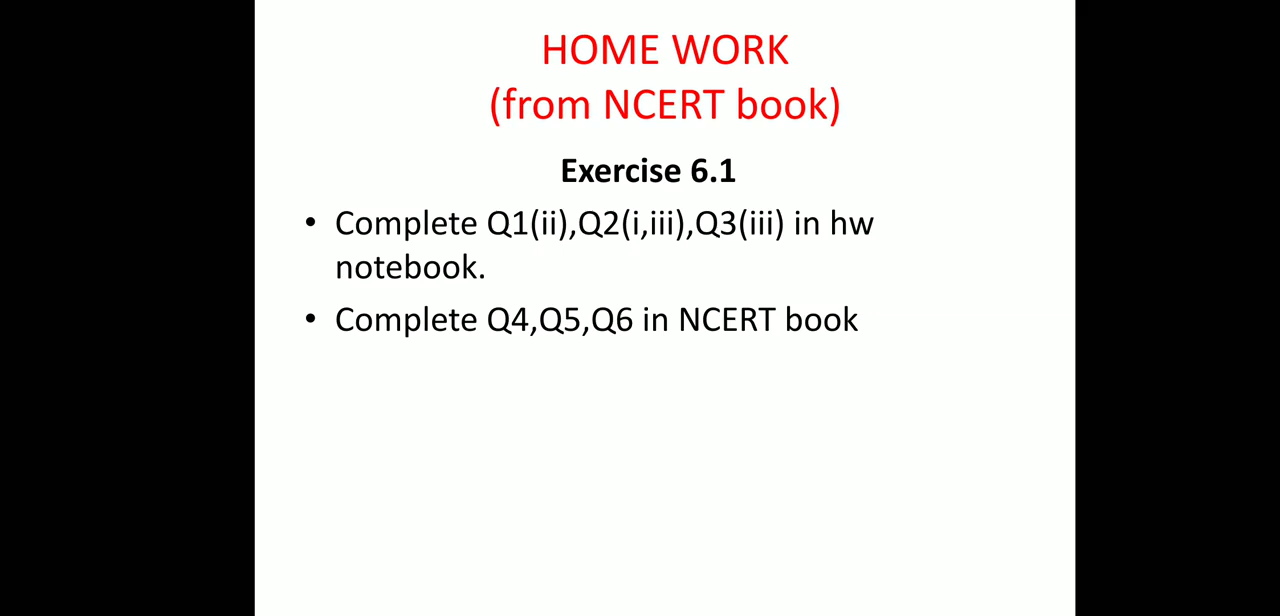 HOME WORK
(from NCERT book)
Exercise 6.1
• Complete Q1(ii),Q2(i,iii),Q3(iii) in hw
notebook.
• Complete Q4,Q5,Q6 in NCERT book